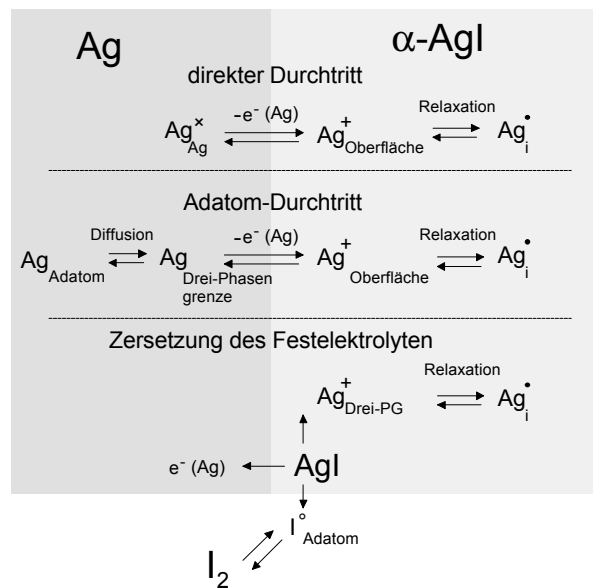 Ag α-AgI
direkter Durchtritt
Ag×Ag –e⁻ (Ag) Ag⁺Oberfläche Relaxation Ag•i
Adatom-Durchtritt
AgAdatom Diffusion Ag Drei-Phasen –e⁻ (Ag) Ag⁺Oberfläche Relaxation Ag•i
grenze
Zersetzung des Festelektrolyten
Ag⁺Drei-PG Relaxation Ag•i
e⁻ (Ag) AgI
I°Adatom
I₂